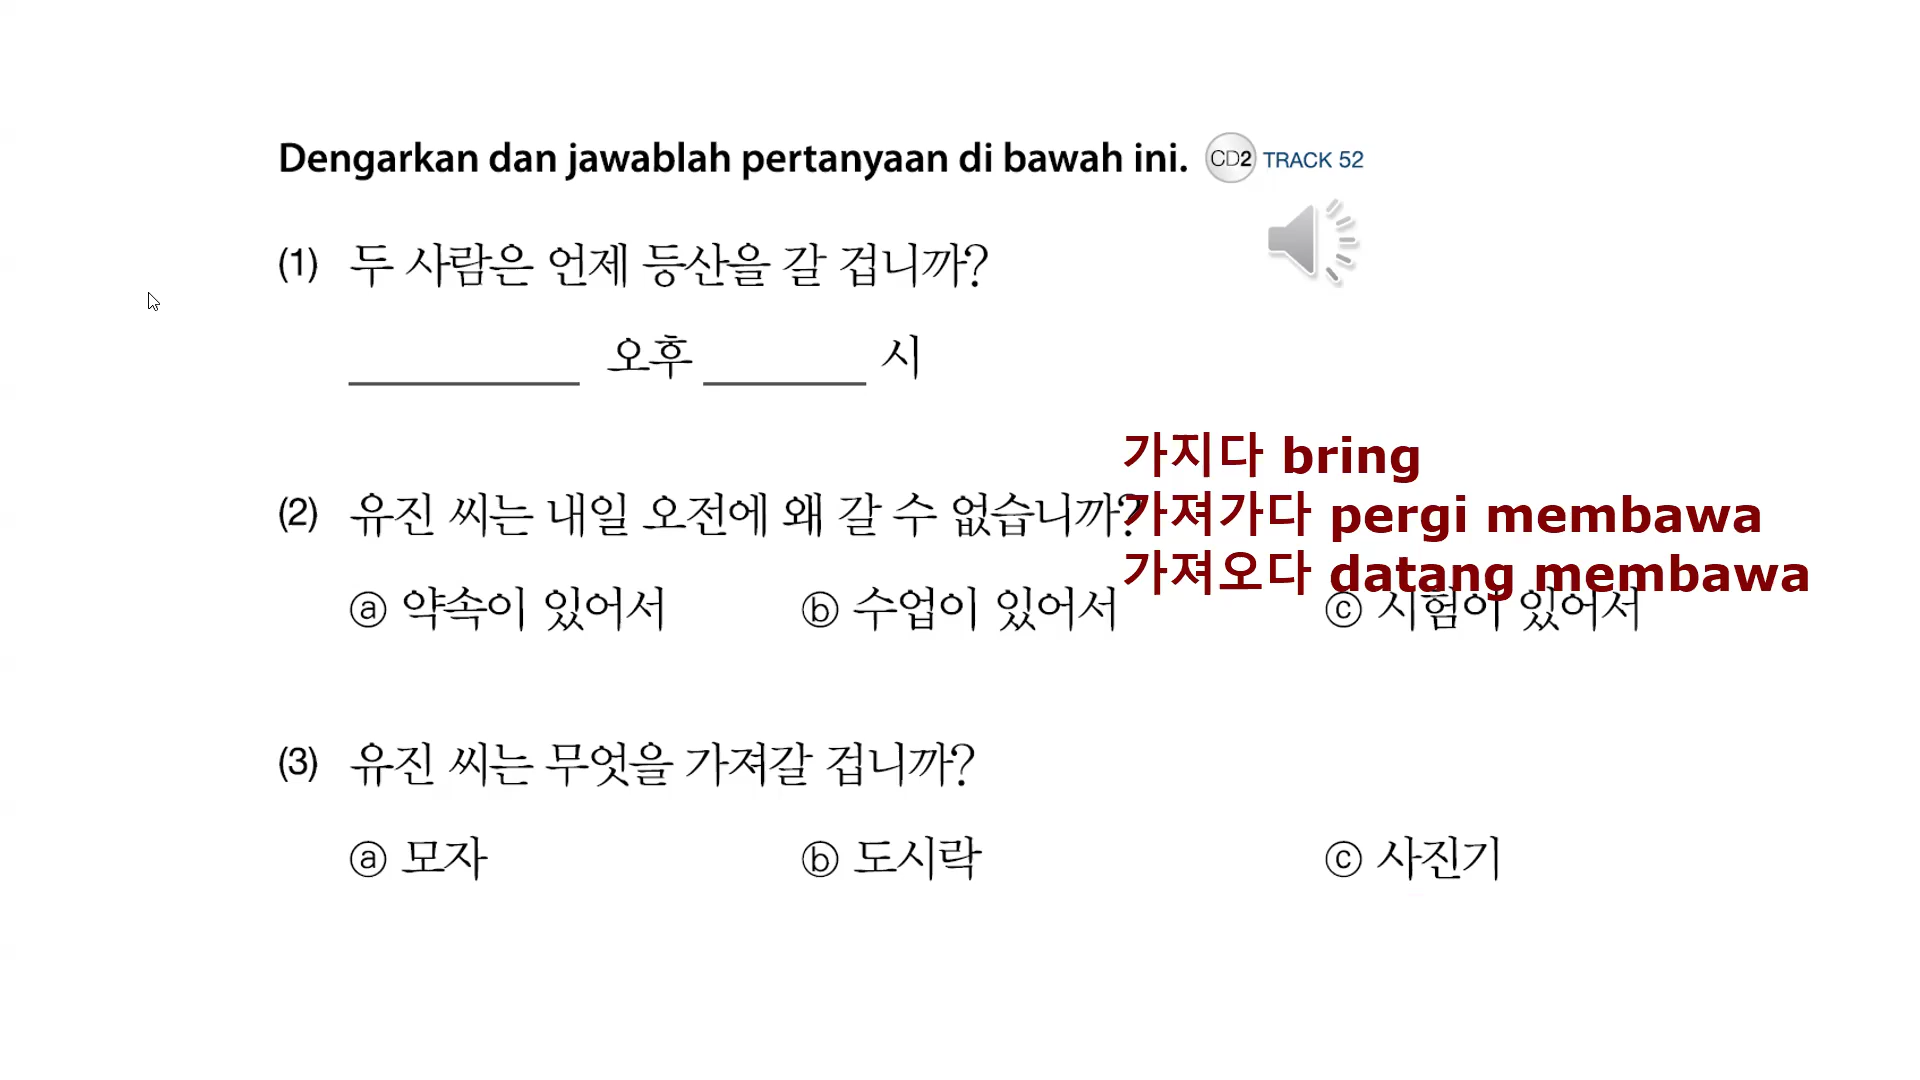 Dengarkan dan jawablah pertanyaan di bawah ini. CD2 TRACK 52
(1) 두 사람은 언제 등산을 갈 겁니까?
__________ 오후 _______ 시
가지다 bring
(2) 유진 씨는 내일 오전에 왜 갈 수 없습니까?
가져가다 pergi membawa
가져오다 datang membawa
ⓐ 약속이 있어서 ⓑ 수업이 있어서 ⓒ 시험이 있어서
(3) 유진 씨는 무엇을 가져갈 겁니까?
ⓐ 모자 ⓑ 도시락 ⓒ 사진기